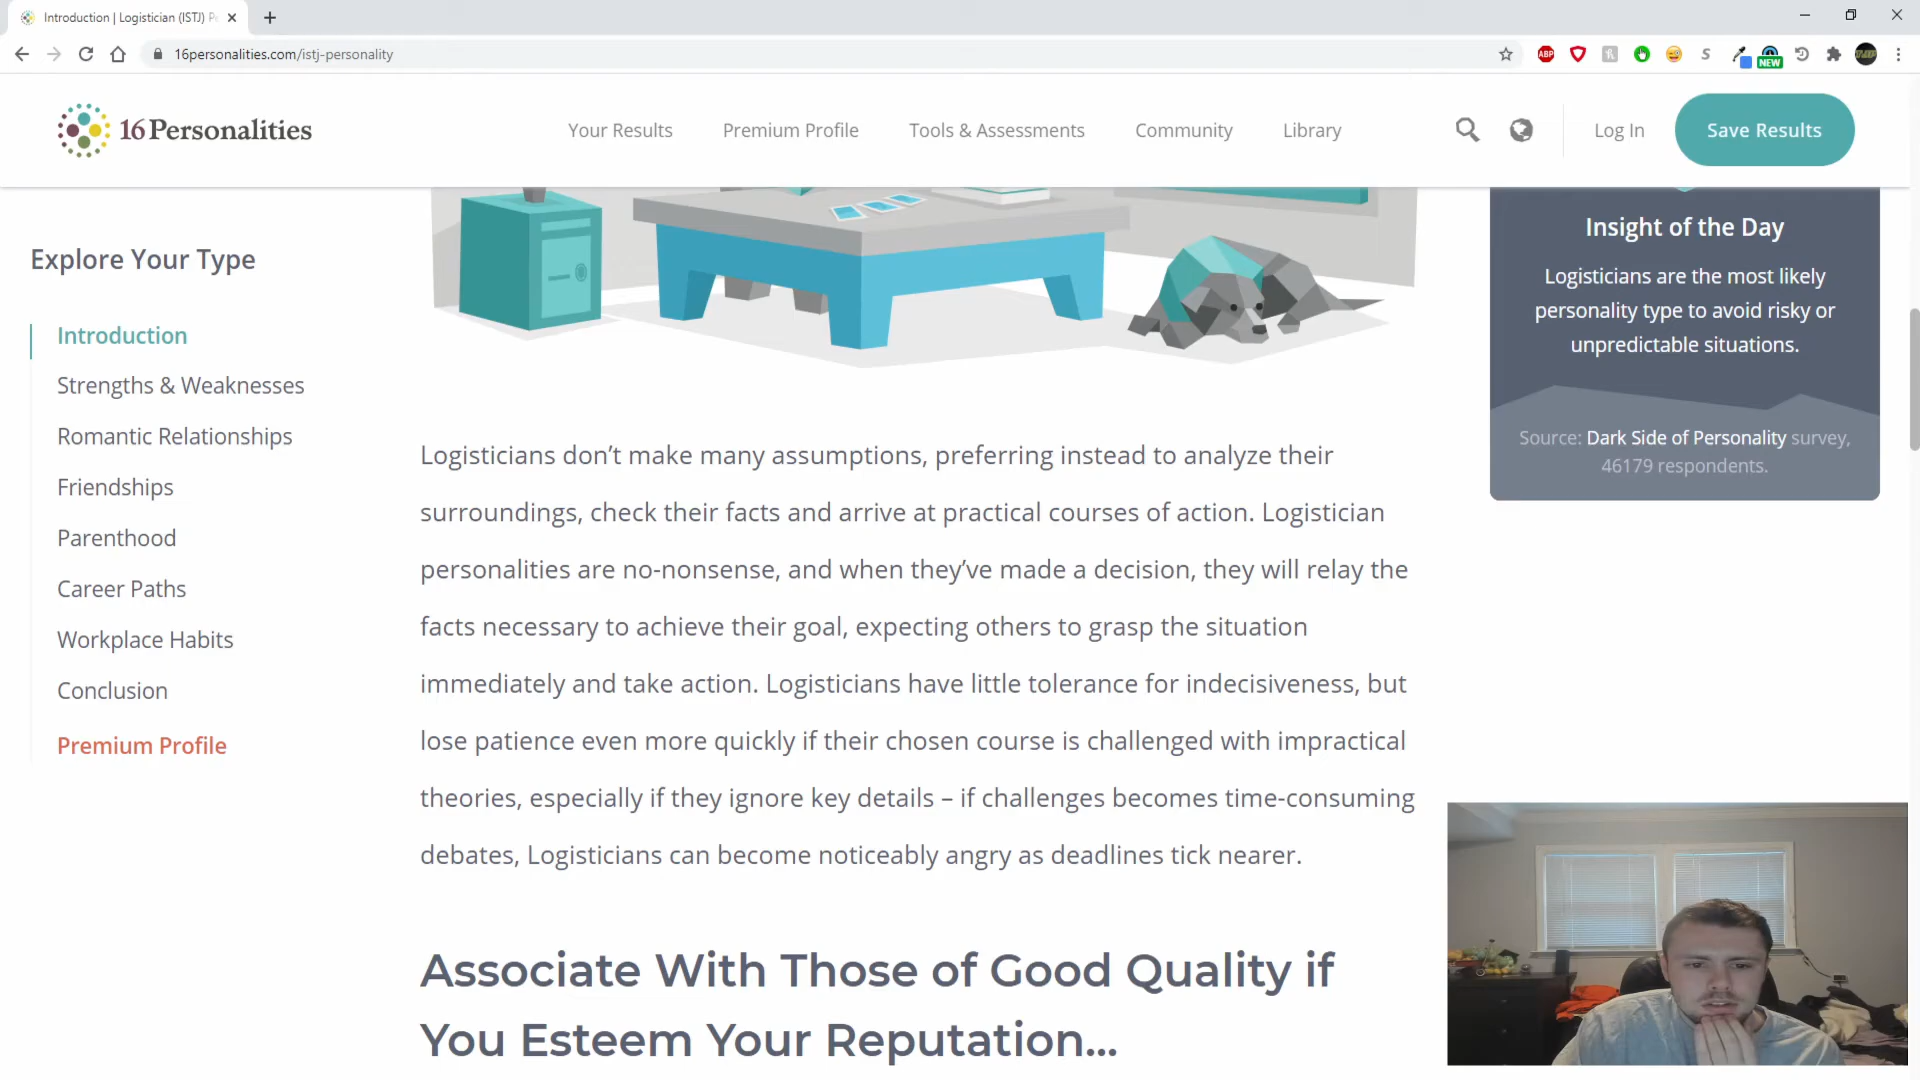 Introduction | Logistician (ISTJ) P
16personalities.com/istj-personality
ABP
S
NEW
16Personalities
Your Results
Premium Profile
Tools & Assessments
Community
Library
Log In
Save Results
Explore Your Type
Introduction
Strengths & Weaknesses
Romantic Relationships
Friendships
Parenthood
Career Paths
Workplace Habits
Conclusion
Premium Profile
Logisticians don’t make many assumptions, preferring instead to analyze their
surroundings, check their facts and arrive at practical courses of action. Logistician
personalities are no-nonsense, and when they’ve made a decision, they will relay the
facts necessary to achieve their goal, expecting others to grasp the situation
immediately and take action. Logisticians have little tolerance for indecisiveness, but
lose patience even more quickly if their chosen course is challenged with impractical
theories, especially if they ignore key details – if challenges becomes time-consuming
debates, Logisticians can become noticeably angry as deadlines tick nearer.
Associate With Those of Good Quality if
You Esteem Your Reputation...
Insight of the Day
Logisticians are the most likely
personality type to avoid risky or
unpredictable situations.
Source: Dark Side of Personality survey,
46179 respondents.